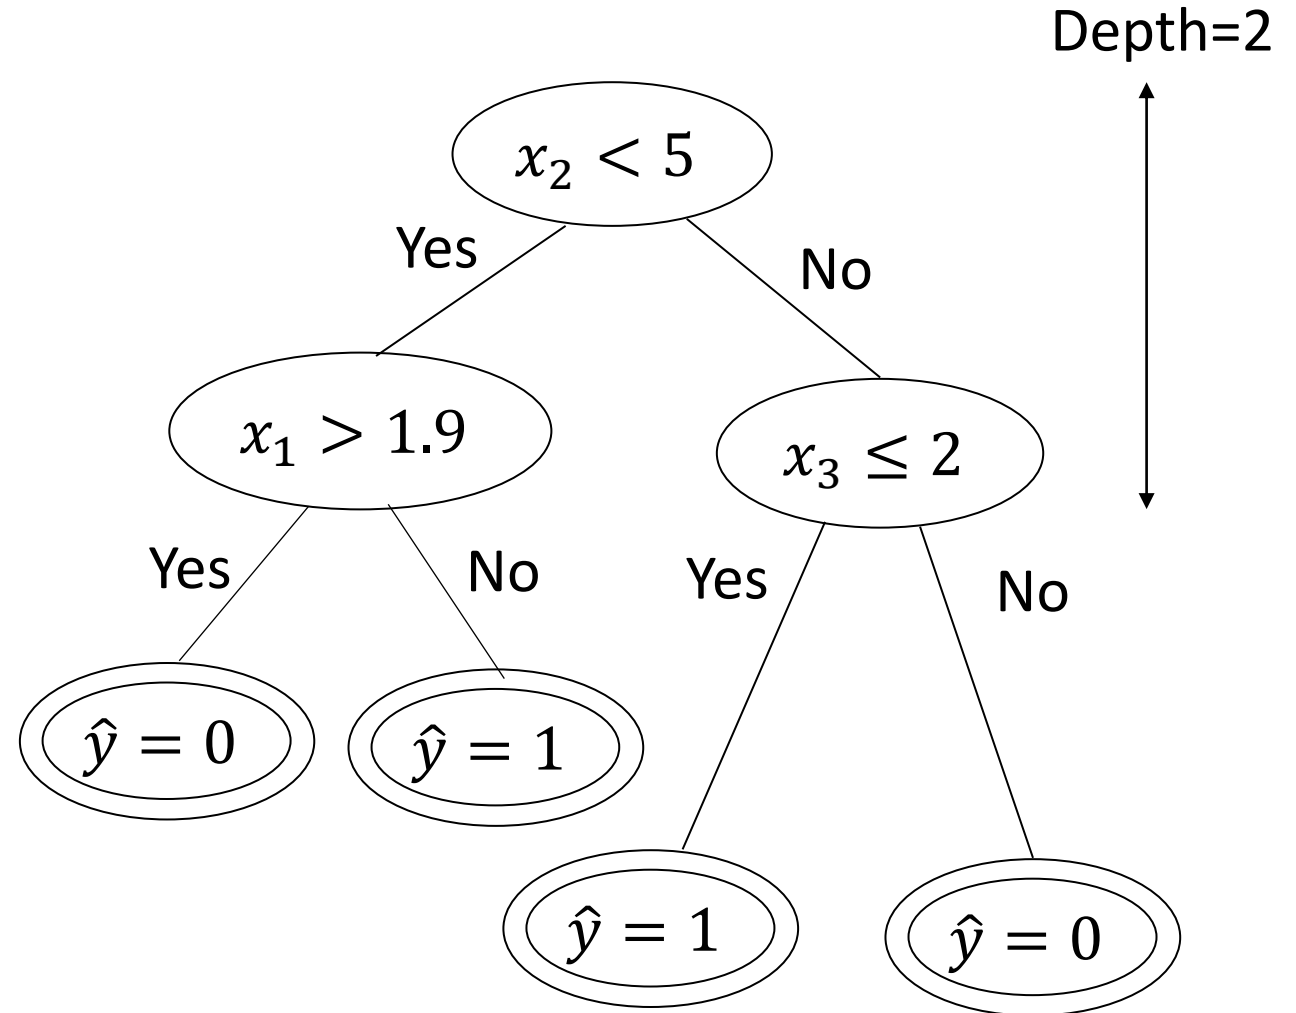 Depth=2
x₂ < 5
Yes
No
x₁ > 1.9
x₃ ≤ 2
Yes
No
Yes
No
ŷ = 0
ŷ = 1
ŷ = 1
ŷ = 0